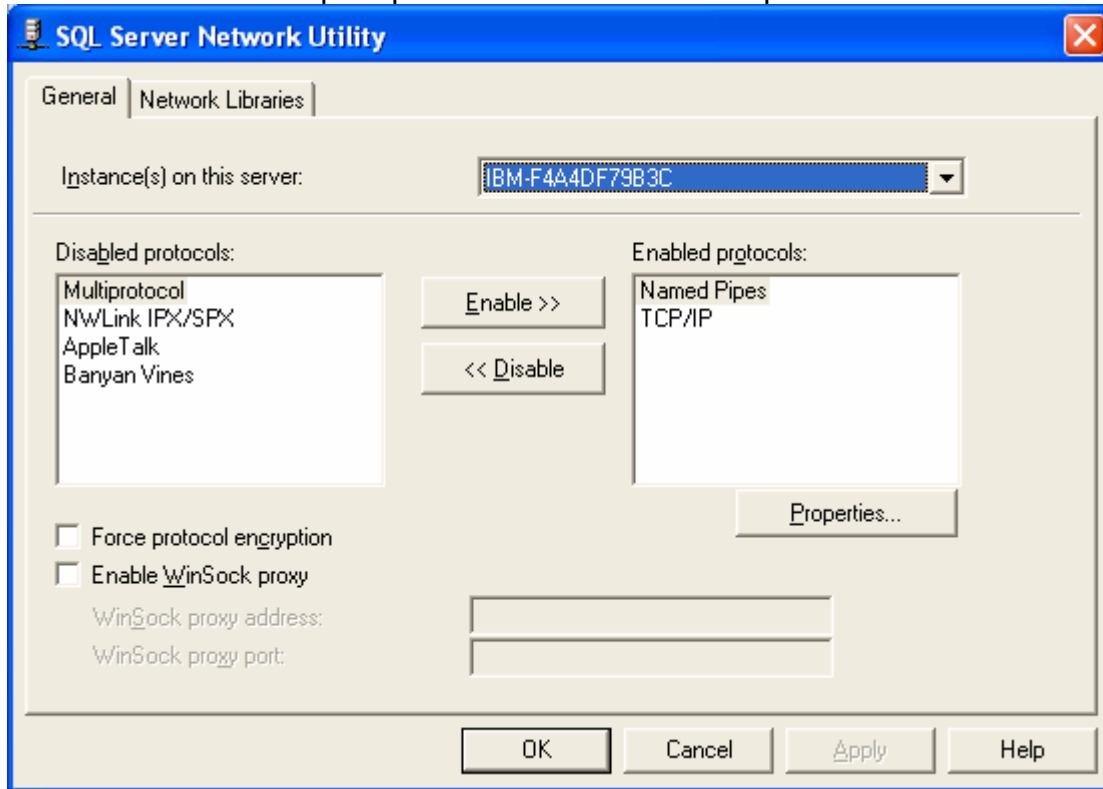 SQL Server Network Utility
General
Network Libraries
Instance(s) on this server:
IBM-F4A4DF79B3C
Disabled protocols:
Enabled protocols:
Multiprotocol
NWLink IPX/SPX
AppleTalk
Banyan Vines
Enable >>
<< Disable
Named Pipes
TCP/IP
Properties...
Force protocol encryption
Enable WinSock proxy
WinSock proxy address:
WinSock proxy port:
OK
Cancel
Apply
Help